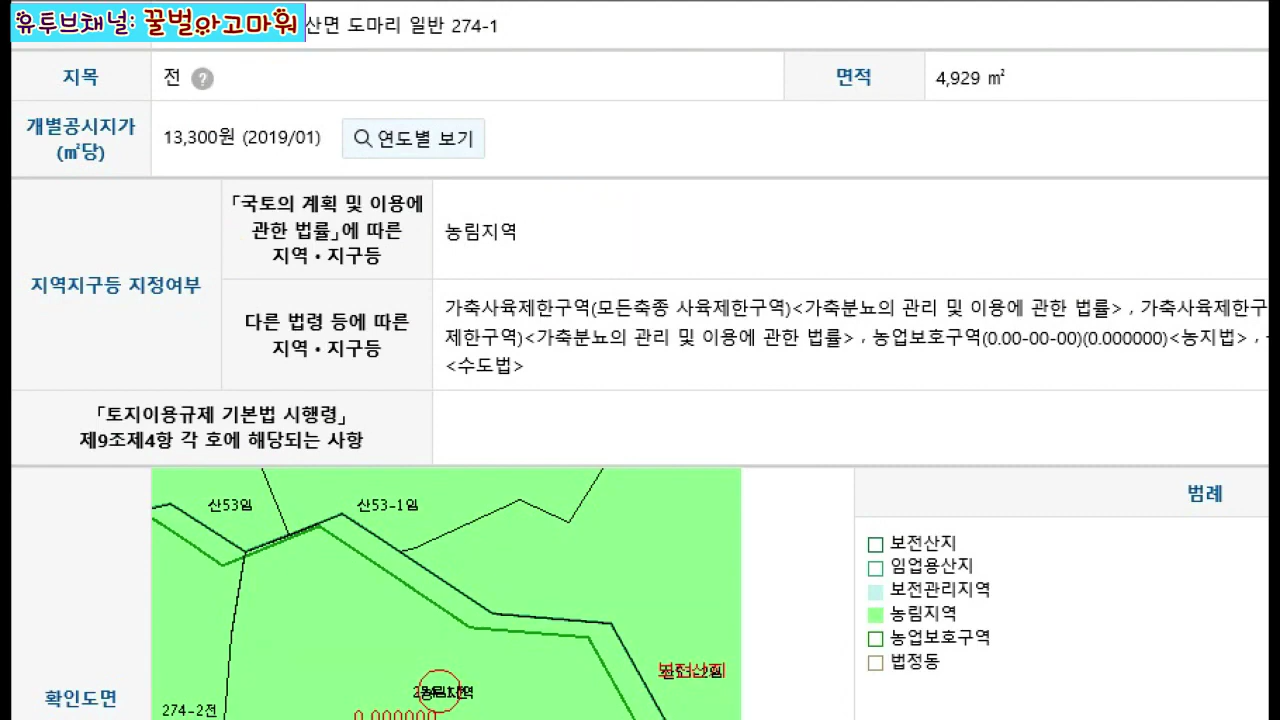 유투브채널: 꿀벌아고마워 산면 도마리 일반 274-1
지목 전 ? 면적 4,929 ㎡
개별공시지가 (㎡당) 13,300원 (2019/01) 연도별 보기
지역지구등 지정여부
「국토의 계획 및 이용에
관한 법률」에 따른
지역・지구등
농림지역
다른 법령 등에 따른
지역・지구등
가축사육제한구역(모든축종 사육제한구역)<가축분뇨의 관리 및 이용에 관한 법률> , 가축사육제한구
제한구역)<가축분뇨의 관리 및 이용에 관한 법률> , 농업보호구역(0.00-00-00)(0.000000)<농지법> ,
<수도법>
「토지이용규제 기본법 시행령」
제9조제4항 각 호에 해당되는 사항
확인도면
산53임
산53-1임
보전산지
농림지역
274-2전
0.000000
범례
보전산지
임업용산지
보전관리지역
농림지역
농업보호구역
법정동